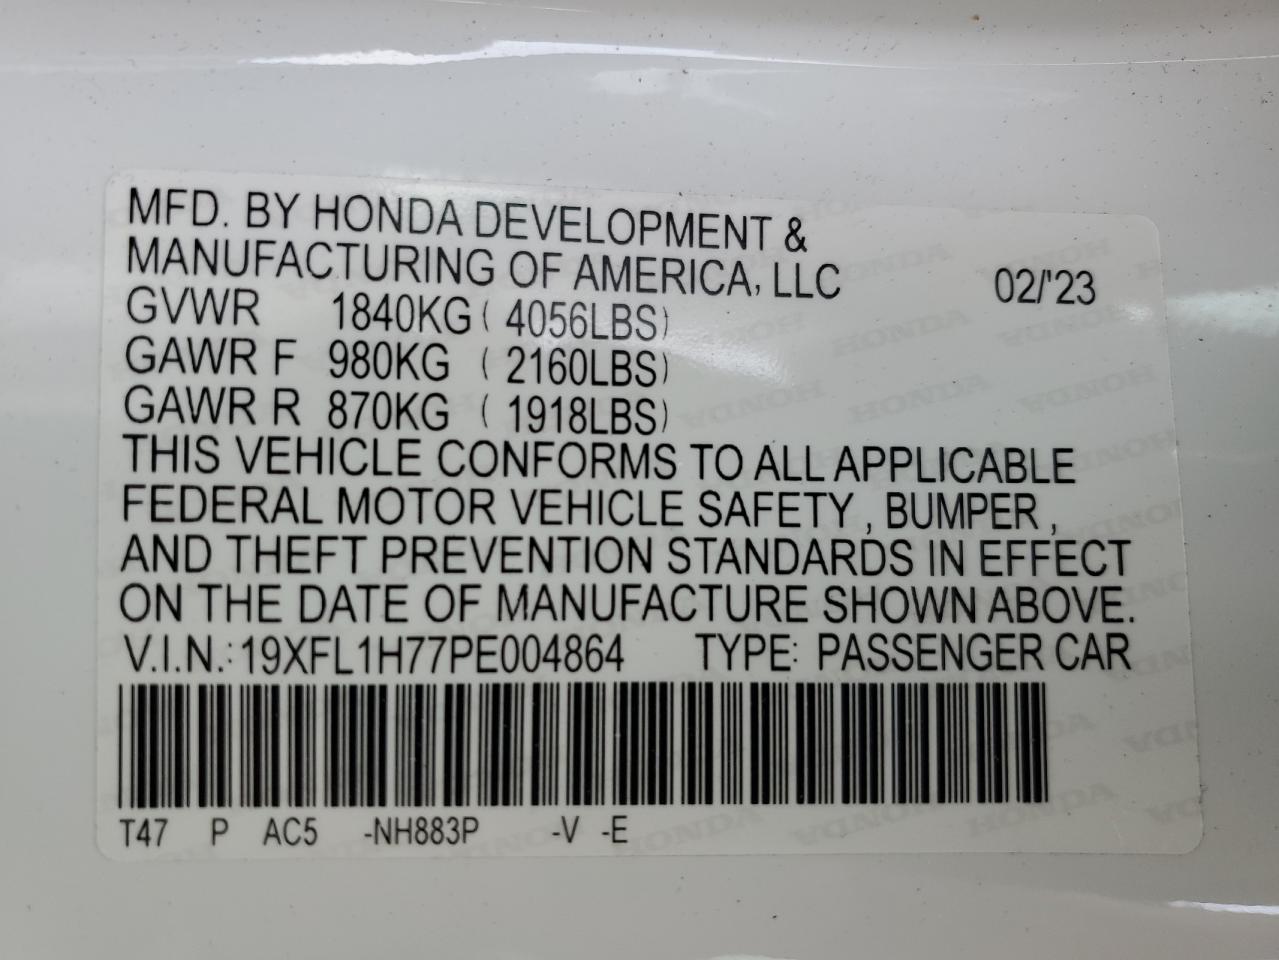 MFD. BY HONDA DEVELOPMENT &
MANUFACTURING OF AMERICA, LLC 02/'23
GVWR 1840KG ( 4056LBS)
GAWR F 980KG ( 2160LBS)
GAWR R 870KG ( 1918LBS)
THIS VEHICLE CONFORMS TO ALL APPLICABLE
FEDERAL MOTOR VEHICLE SAFETY , BUMPER ,
AND THEFT PREVENTION STANDARDS IN EFFECT
ON THE DATE OF MANUFACTURE SHOWN ABOVE.
V.I.N.: 19XFL1H77PE004864 TYPE: PASSENGER CAR
T47 P AC5 -NH883P -V -E